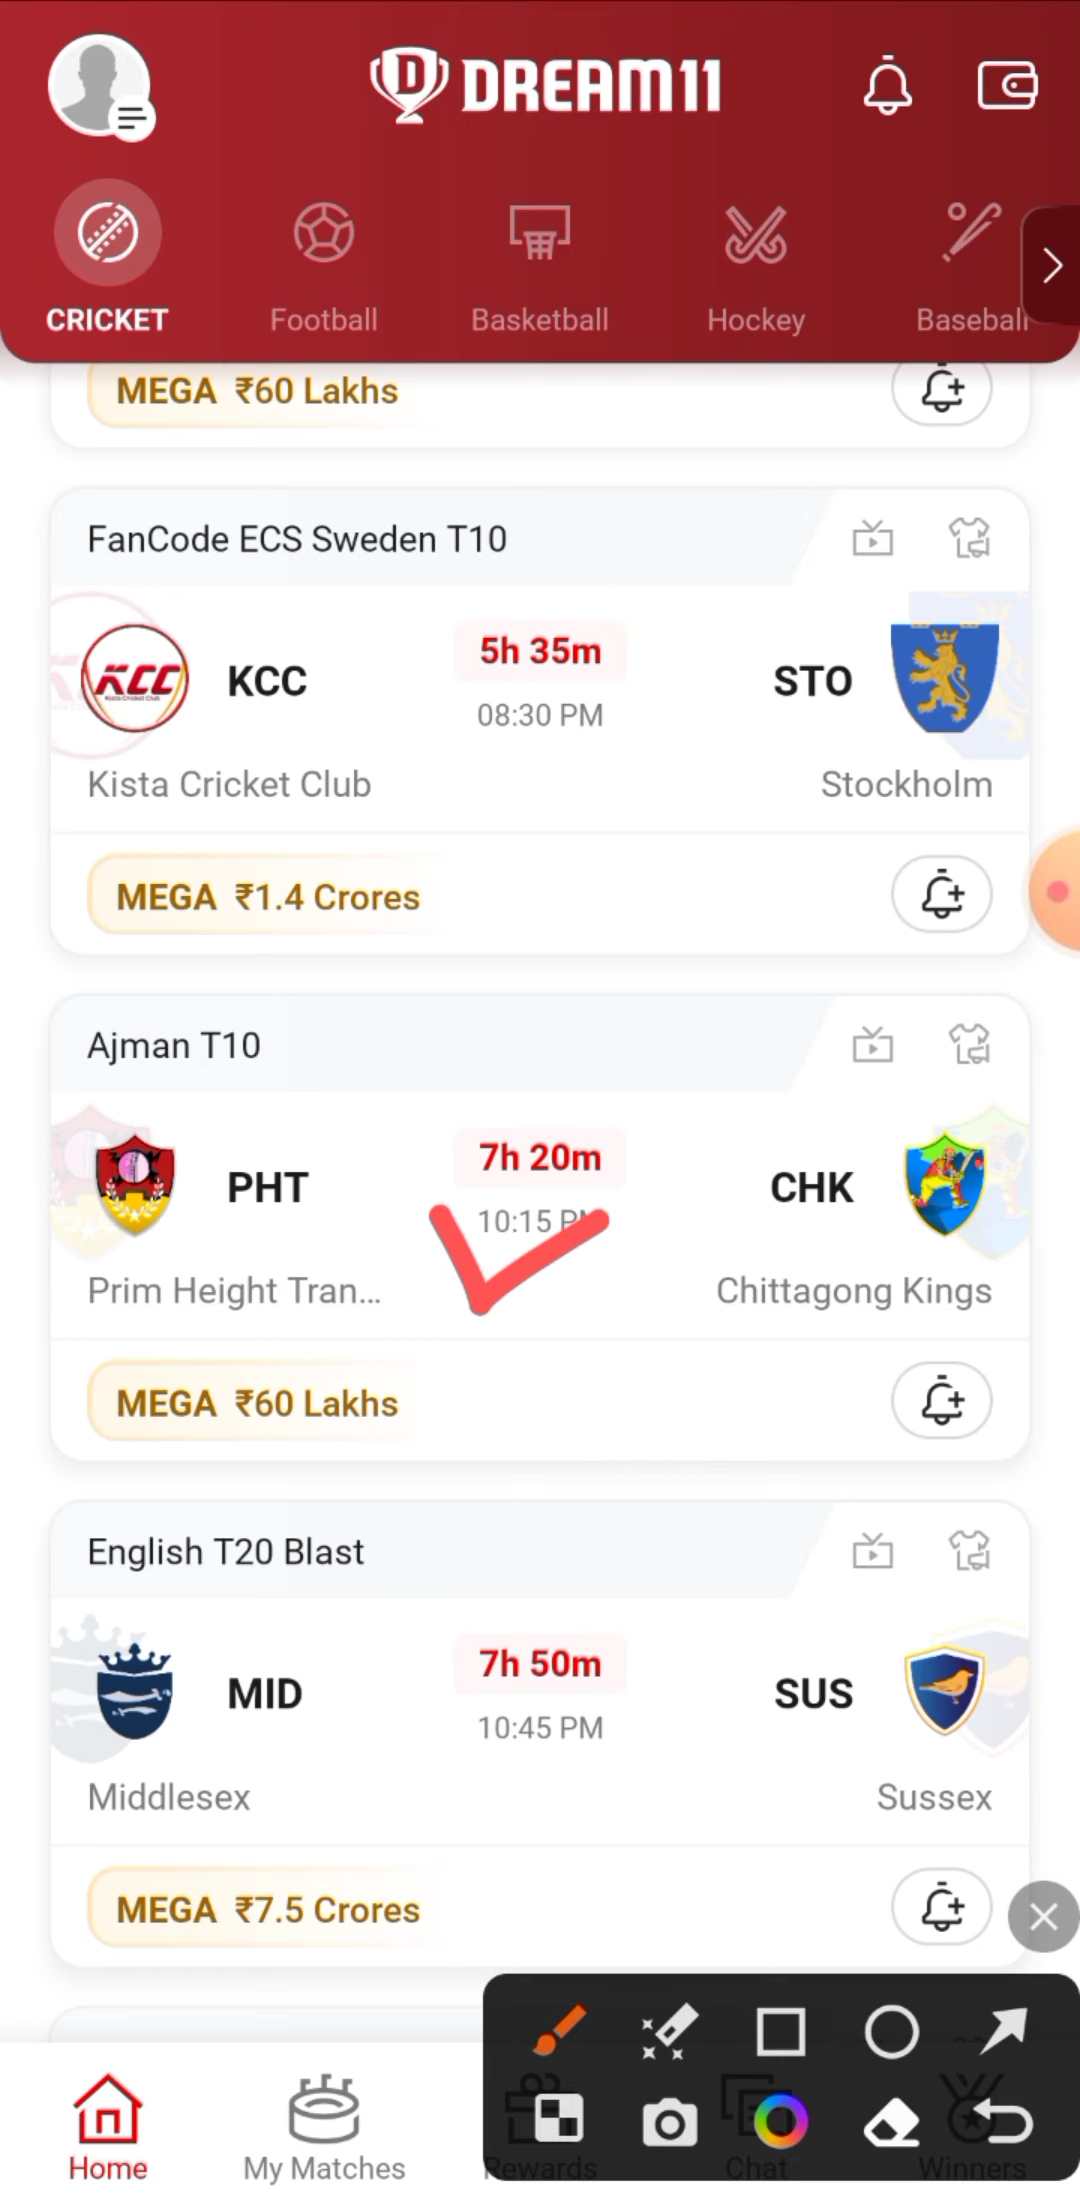 DREAM11
CRICKET Football Basketball Hockey Baseball
MEGA ₹60 Lakhs
FanCode ECS Sweden T10
KCC 5h 35m STO
08:30 PM
Kista Cricket Club Stockholm
MEGA ₹1.4 Crores
Ajman T10
PHT 7h 20m CHK
10:15 PM
Prim Height Tran... Chittagong Kings
MEGA ₹60 Lakhs
English T20 Blast
MID 7h 50m SUS
10:45 PM
Middlesex Sussex
MEGA ₹7.5 Crores
Home My Matches Rewards Chat Winners